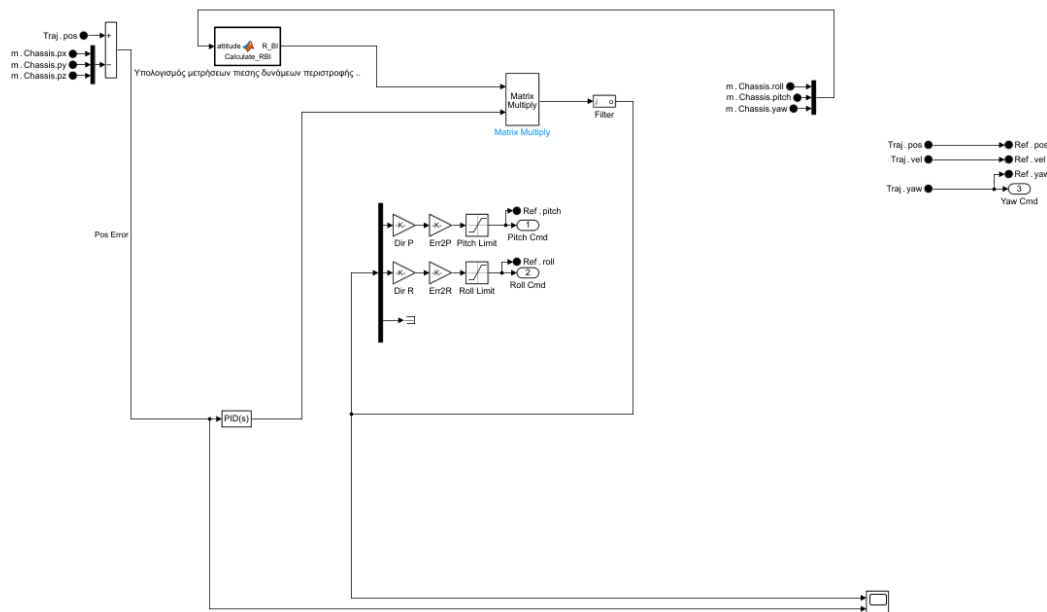 Traj.pos
+
m.Chassis.px
m.Chassis.py
m.Chassis.pz
−
attitude
R_BI
Calculate_RBI
Υπολογισμός μετρήσεων πιεσης δυνάμεων περιστροφής ..
Matrix
Multiply
Matrix Multiply
Filter
m.Chassis.roll
m.Chassis.pitch
m.Chassis.yaw
Traj.pos
Ref.pos
Traj.vel
Ref.vel
Ref.yaw
Traj.yaw
3
Yaw Cmd
Pos Error
-K-
Dir P
-K-
Err2P
Pitch Limit
Ref.pitch
1
Pitch Cmd
-K-
Dir R
-K-
Err2R
Roll Limit
Ref.roll
2
Roll Cmd
PID(s)